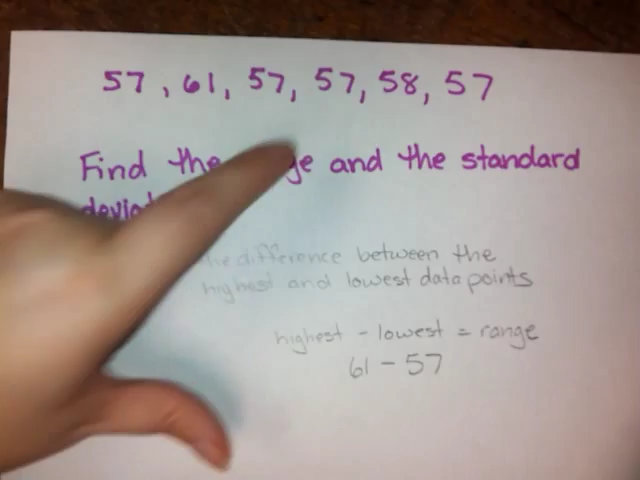 57, 61, 57, 57, 58, 57
Find the and the standard
the difference between the
highest and lowest data points
highest - lowest = range
61 - 57